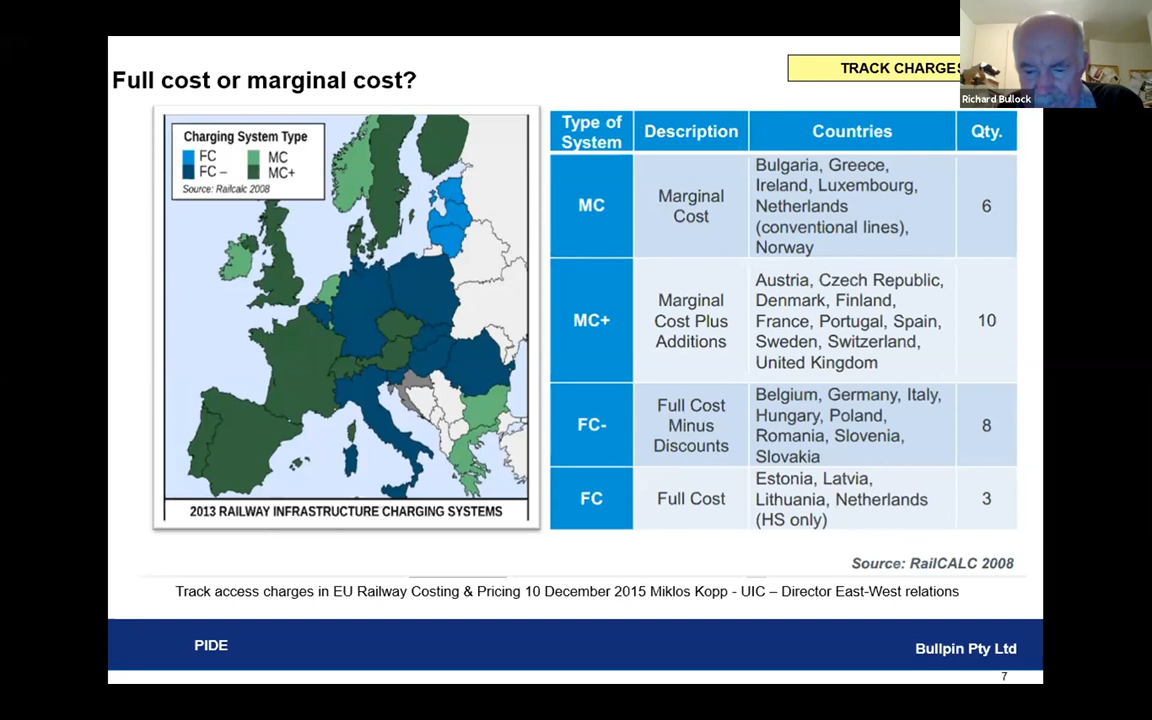 Full cost or marginal cost?
TRACK CHARGES
Richard Bullock
Charging System Type
FC
FC –
MC
MC+
Source: Railcalc 2008
2013 RAILWAY INFRASTRUCTURE CHARGING SYSTEMS
Type of
System
Description
Countries
Qty.
MC
Marginal
Cost
Bulgaria, Greece,
Ireland, Luxembourg,
Netherlands
(conventional lines),
Norway
6
MC+
Marginal
Cost Plus
Additions
Austria, Czech Republic,
Denmark, Finland,
France, Portugal, Spain,
Sweden, Switzerland,
United Kingdom
10
FC-
Full Cost
Minus
Discounts
Belgium, Germany, Italy,
Hungary, Poland,
Romania, Slovenia,
Slovakia
8
FC
Full Cost
Estonia, Latvia,
Lithuania, Netherlands
(HS only)
3
Source: RailCALC 2008
Track access charges in EU Railway Costing & Pricing 10 December 2015 Miklos Kopp - UIC – Director East-West relations
PIDE
Bullpin Pty Ltd
7